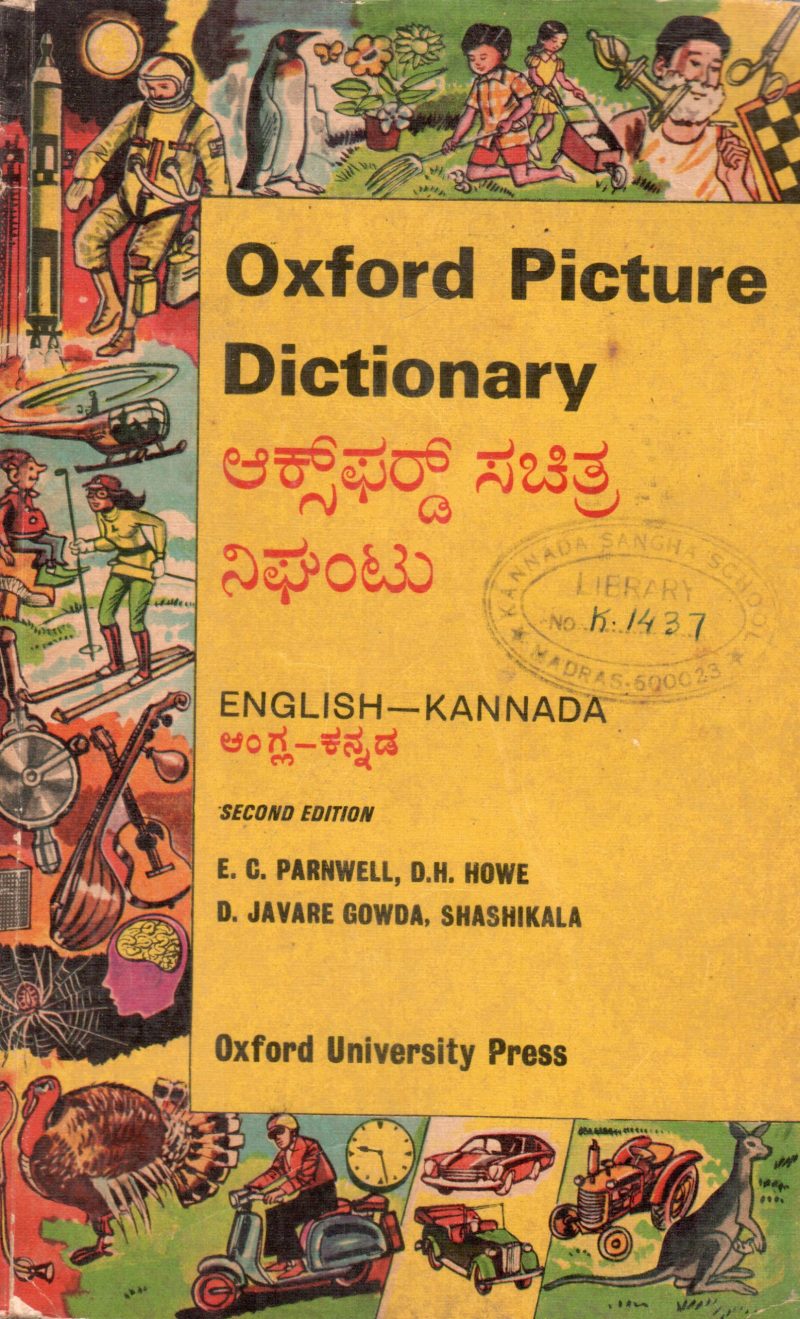 Oxford Picture
Dictionary
ಆಕ್ಸ್‌ಫರ್ಡ್ ಸಚಿತ್ರ
ನಿಘಂಟು
KANNADA SANGHA SCHOOL
LIBRARY
No K.1437
MADRAS-600023
ENGLISH—KANNADA
ಆಂಗ್ಲ—ಕನ್ನಡ
SECOND EDITION
E. C. PARNWELL, D.H. HOWE
D. JAVARE GOWDA, SHASHIKALA
Oxford University Press